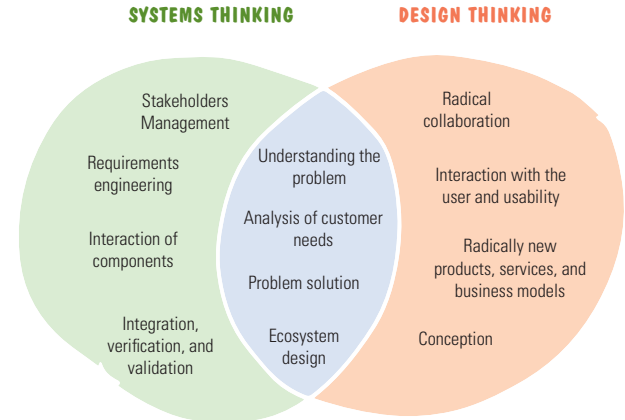 SYSTEMS THINKING
DESIGN THINKING
Stakeholders
Management
Requirements
engineering
Interaction of
components
Integration,
verification, and
validation
Understanding the
problem
Analysis of customer
needs
Problem solution
Ecosystem
design
Radical
collaboration
Interaction with the
user and usability
Radically new
products, services, and
business models
Conception